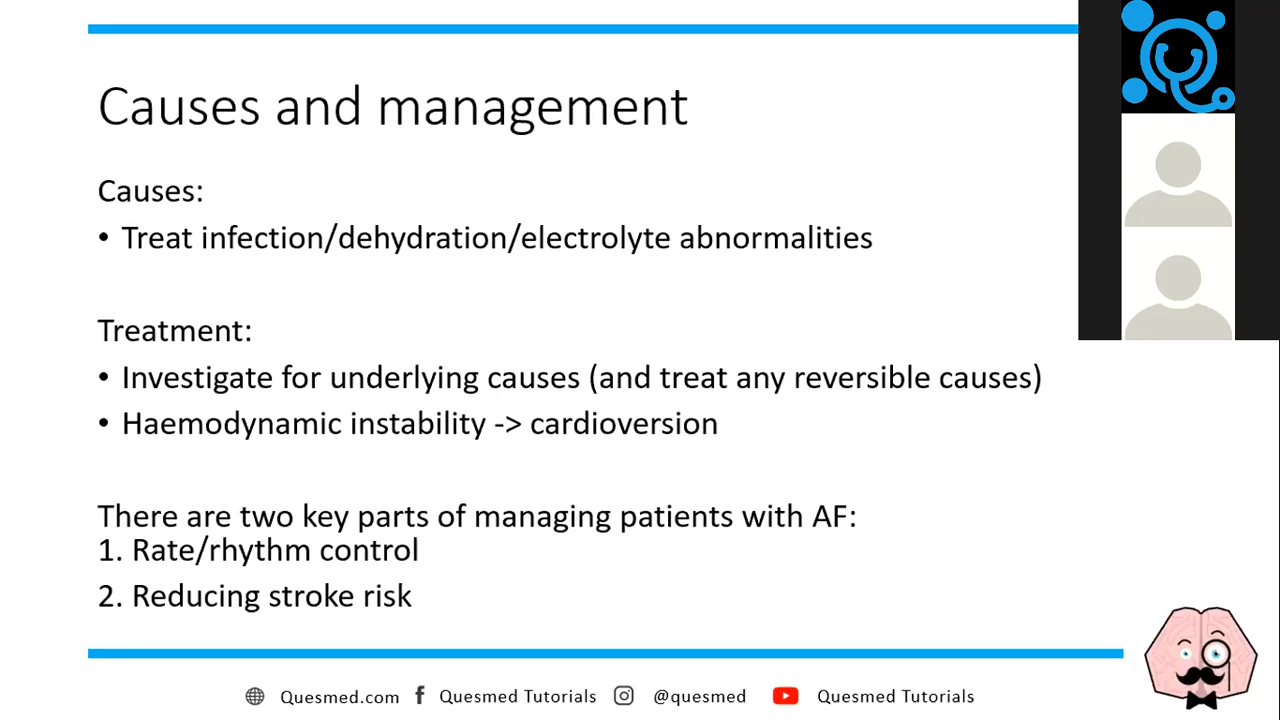 Causes and management
Causes:
• Treat infection/dehydration/electrolyte abnormalities
Treatment:
• Investigate for underlying causes (and treat any reversible causes)
• Haemodynamic instability -> cardioversion
There are two key parts of managing patients with AF:
1. Rate/rhythm control
2. Reducing stroke risk
Quesmed.com Quesmed Tutorials @quesmed Quesmed Tutorials